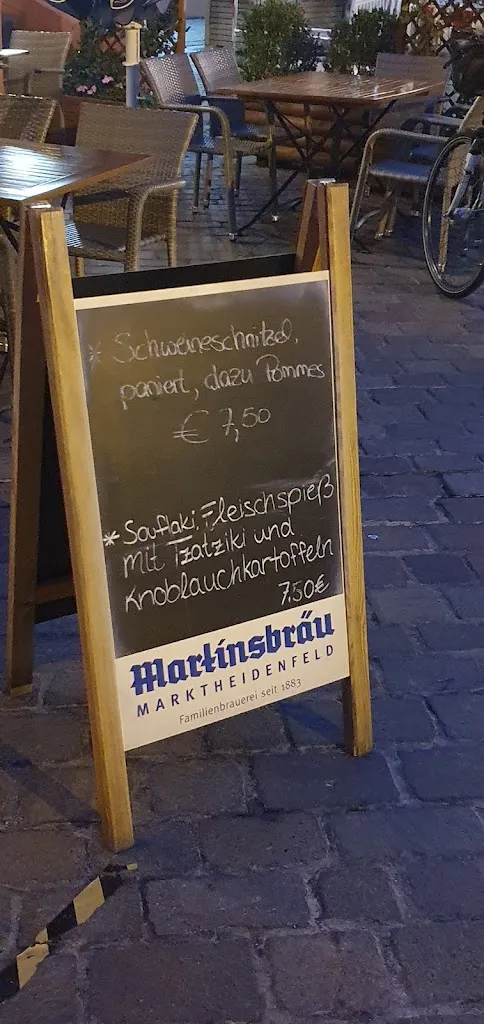 * Schweineschnitzel,
paniert, dazu Pommes
€ 7,50
* Souflaki, Fleischspieß
mit Tzatziki und
Knoblauchkartoffeln
7.50€
Martinsbräu
MARKTHEIDENFELD
Familienbrauerei seit 1883